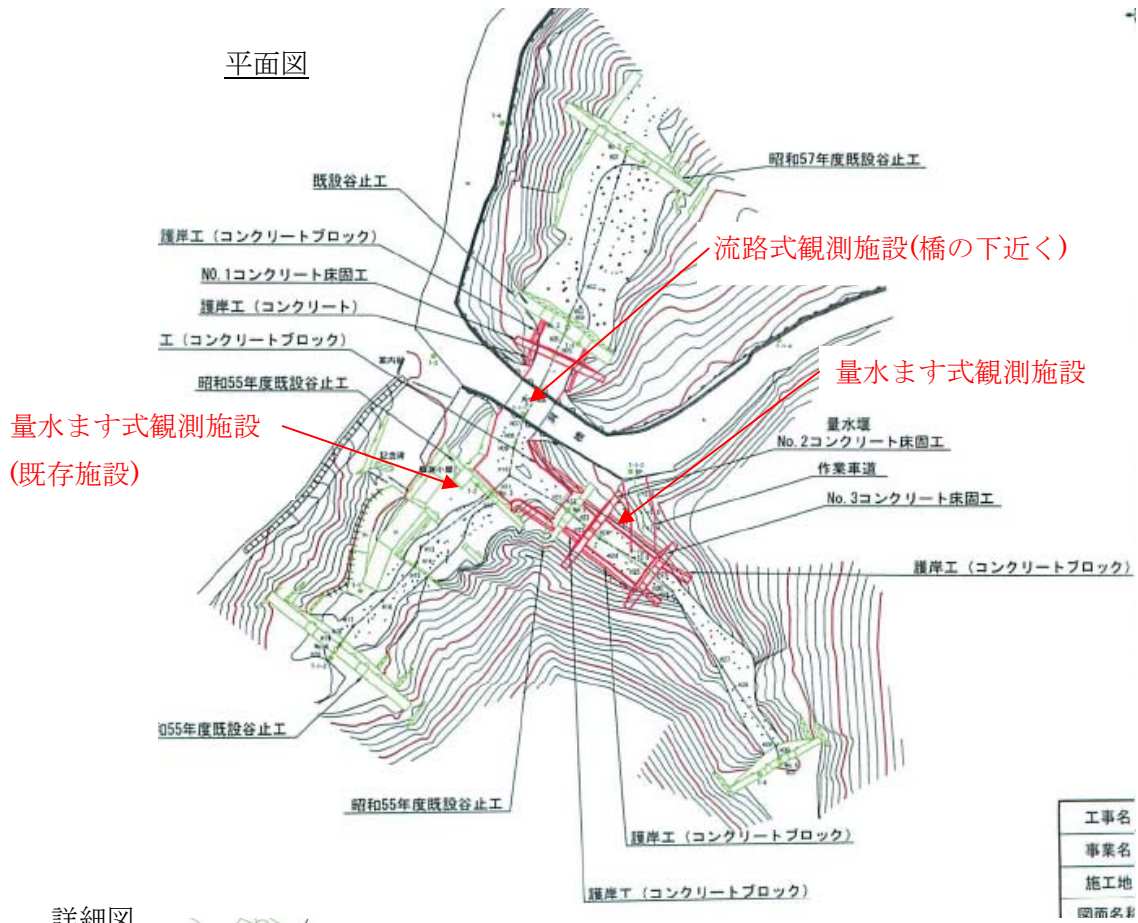 平面図
昭和57年度既設谷止工
既設谷止工
流路式観測施設(橋の下近く)
護岸工（コンクリートブロック）
NO.1コンクリート床固工
護岸工（コンクリート）
工（コンクリートブロック）
案内板
昭和55年度既設谷止工
量水ます式観測施設
量水ます式観測施設
(既存施設)
記念碑
量水堰
No.2コンクリート床固工
作業車道
No.3コンクリート床固工
護岸工（コンクリートブロック）
55年度既設谷止工
昭和55年度既設谷止工
護岸工（コンクリートブロック）
護岸工（コンクリートブロック）
工事名
事業名
施工地
図面名称
詳細図